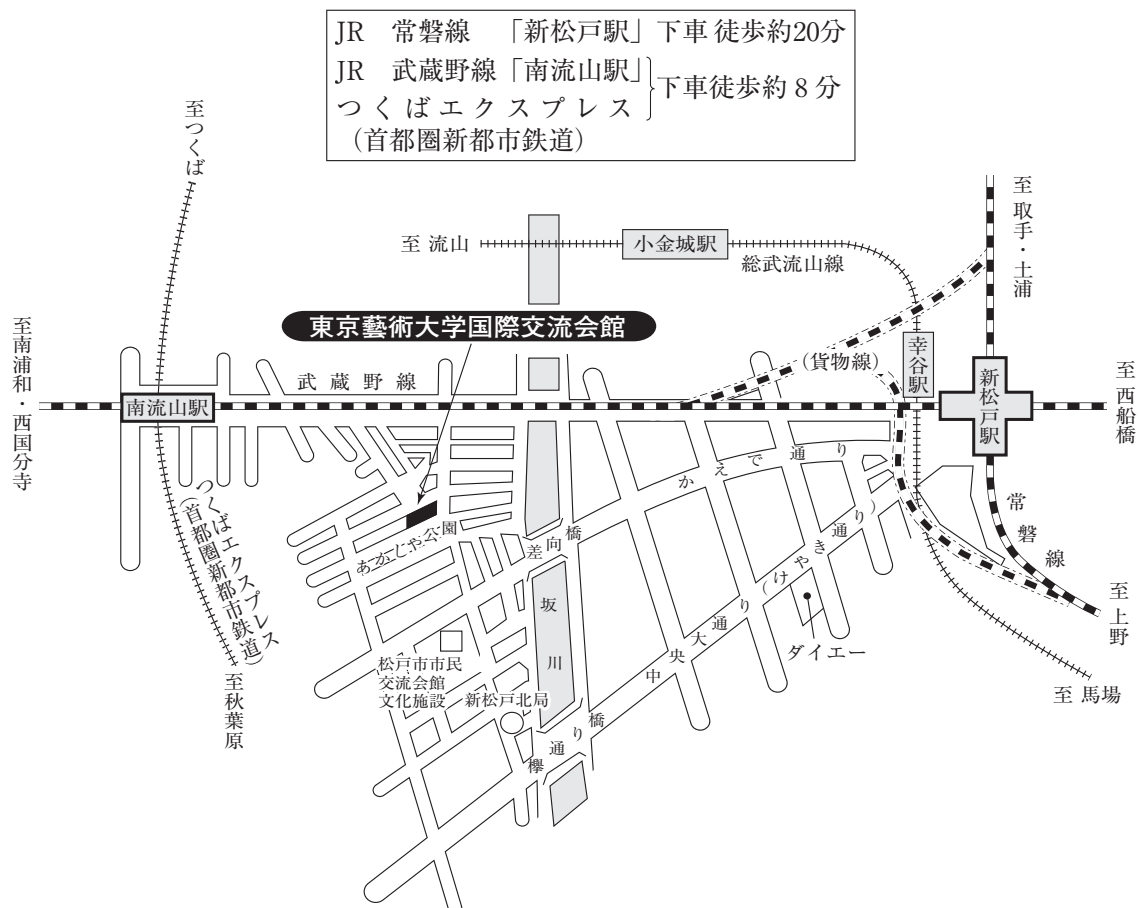 JR 常磐線 「新松戸駅」下車 徒歩約20分
JR 武蔵野線「南流山駅」
つくばエクスプレス
(首都圏新都市鉄道)
下車徒歩約8分
至つくば
至 流山
小金城駅
総武流山線
至 取手・土浦
東京藝術大学国際交流会館
至南浦和・西国分寺
武蔵野線
(貨物線)
幸谷駅
新松戸駅
至 西船橋
南流山駅
つくばエクスプレス
(首都圏新都市鉄道)
至秋葉原
かえで通り
あかしや公園
差向橋
坂川
中央大通り(けやき通り)
ダイエー
常磐線
至 上野
至 馬場
松戸市市民
交流会館
文化施設
新松戸北局
欅通り橋